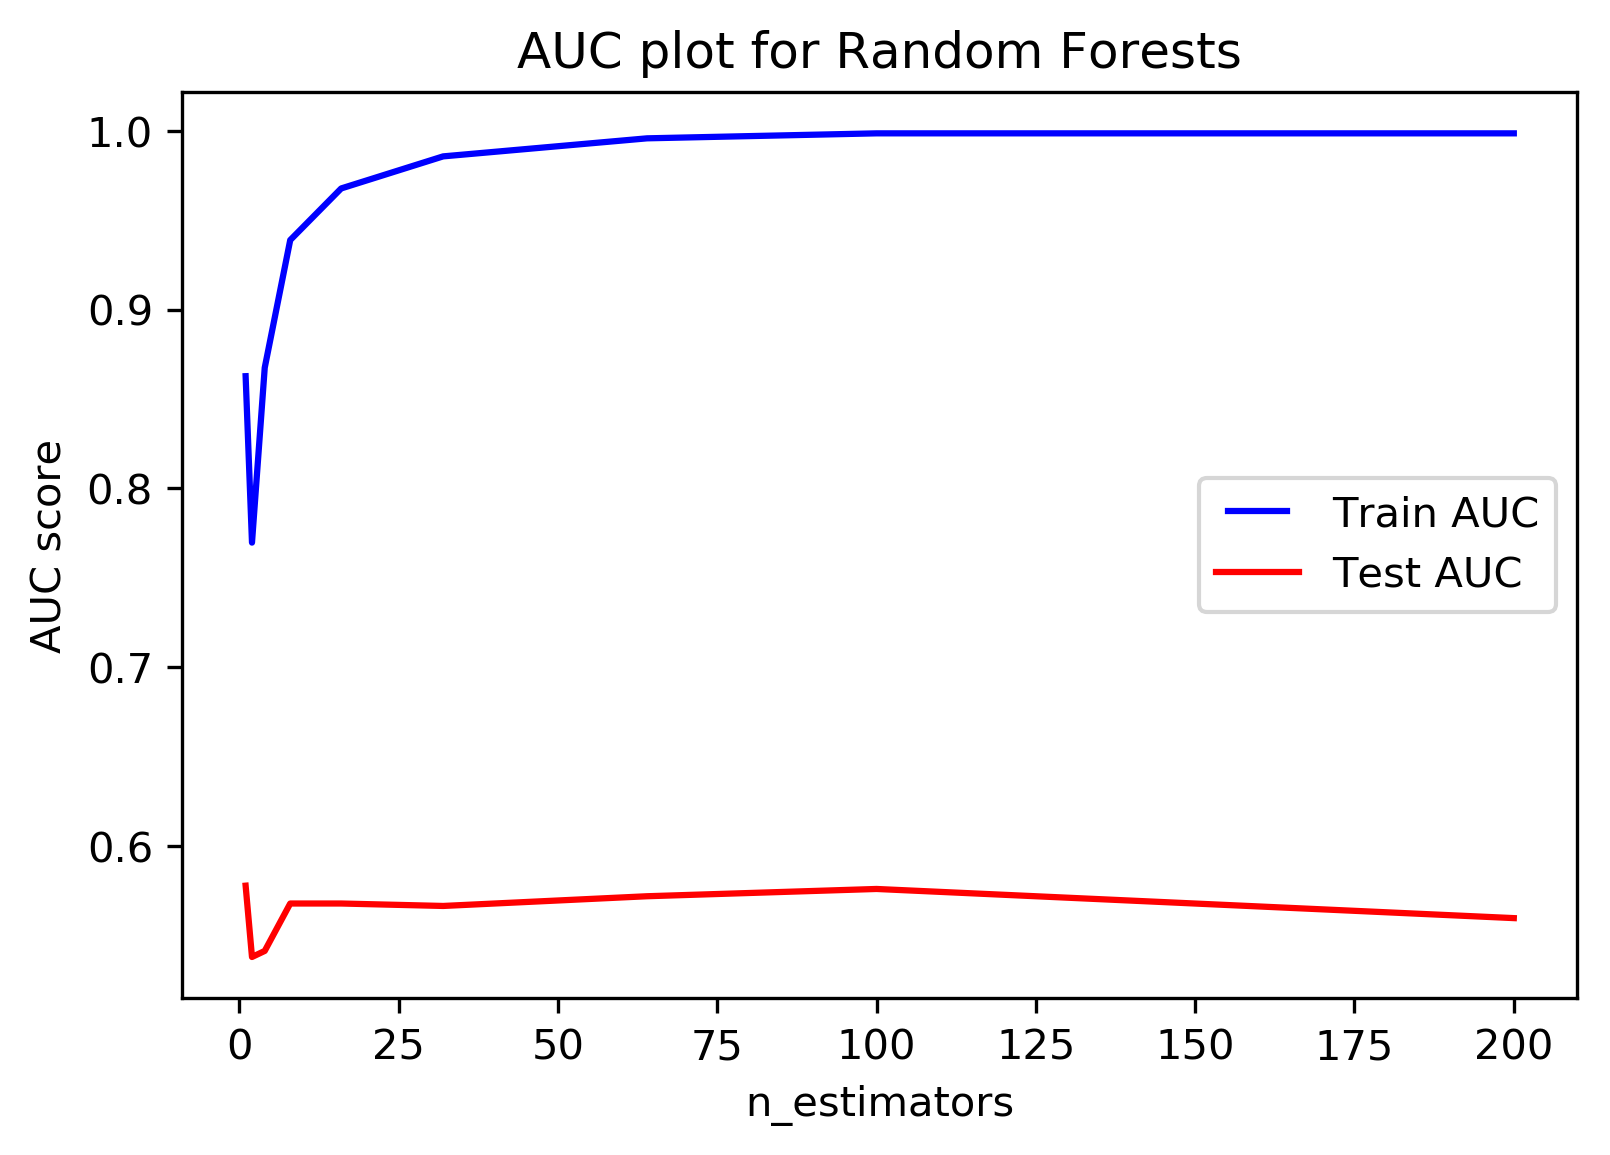 AUC plot for Random Forests
1.0
0.9
0.8
0.7
0.6
AUC score
Train AUC
Test AUC
0 25 50 75 100 125 150 175 200
n_estimators